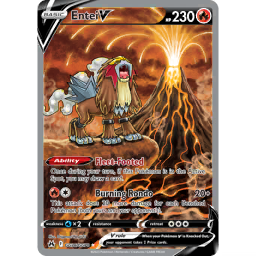 BASIC Entei V HP 230
Ability Fleet-Footed
Once during your turn, if this Pokémon is in the Active
Spot, you may draw a card.
Burning Rondo 20+
This attack does 20 more damage for each Benched
Pokémon (both yours and your opponent's).
weakness ×2 resistance retreat
V rule When your Pokémon V is Knocked Out,
your opponent takes 2 Prize cards.